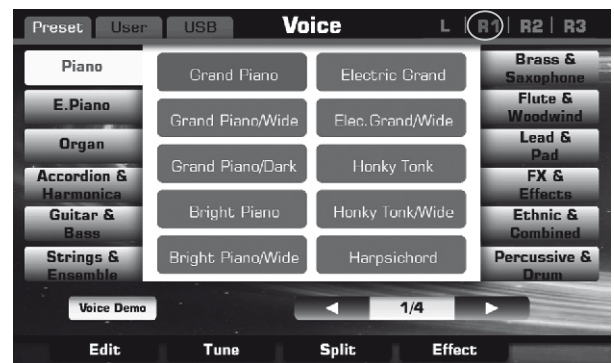 Preset User USB Voice L R1 R2 R3
Piano
E.Piano
Organ
Accordion &
Harmonica
Guitar &
Bass
Strings &
Ensemble
Grand Piano Electric Grand
Grand Piano/Wide Elec.Grand/Wide
Grand Piano/Dark Honky Tonk
Bright Piano Honky Tonk/Wide
Bright Piano/Wide Harpsichord
Brass &
Saxophone
Flute &
Woodwind
Lead &
Pad
FX &
Effects
Ethnic &
Combined
Percussive &
Drum
Voice Demo 1/4
Edit Tune Split Effect